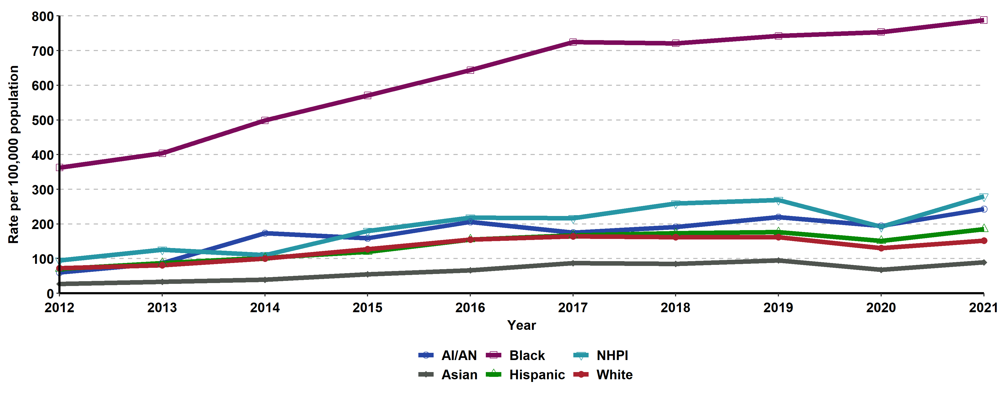 Rate per 100,000 population
800
700
600
500
400
300
200
100
0
2012 2013 2014 2015 2016 2017 2018 2019 2020 2021
Year
AI/AN Black NHPI
Asian Hispanic White